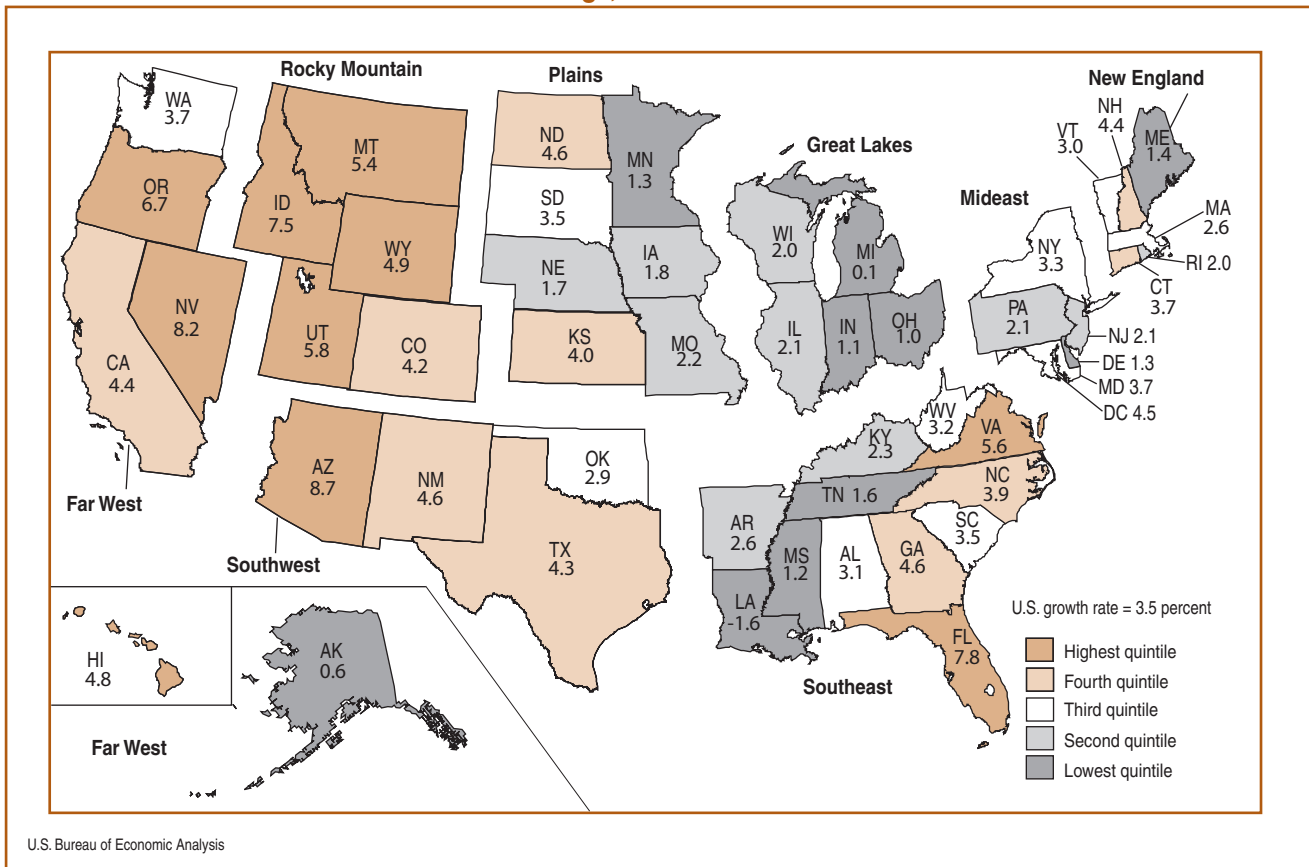 Rocky Mountain
Plains
New England
Great Lakes
Mideast
WA
3.7
OR
6.7
CA
4.4
NV
8.2
Far West
MT
5.4
ID
7.5
WY
4.9
UT
5.8
CO
4.2
ND
4.6
SD
3.5
NE
1.7
KS
4.0
MN
1.3
IA
1.8
MO
2.2
WI
2.0
MI
0.1
IL
2.1
IN
1.1
OH
1.0
NH
4.4
VT
3.0
ME
1.4
MA
2.6
RI 2.0
CT
3.7
NY
3.3
PA
2.1
NJ 2.1
DE 1.3
MD 3.7
DC 4.5
AZ
8.7
NM
4.6
OK
2.9
TX
4.3
Southwest
WV
3.2
VA
5.6
KY
2.3
TN 1.6
NC
3.9
SC
3.5
AR
2.6
MS
1.2
AL
3.1
GA
4.6
LA
-1.6
FL
7.8
Southeast
HI
4.8
AK
0.6
Far West
U.S. growth rate = 3.5 percent
Highest quintile
Fourth quintile
Third quintile
Second quintile
Lowest quintile
U.S. Bureau of Economic Analysis